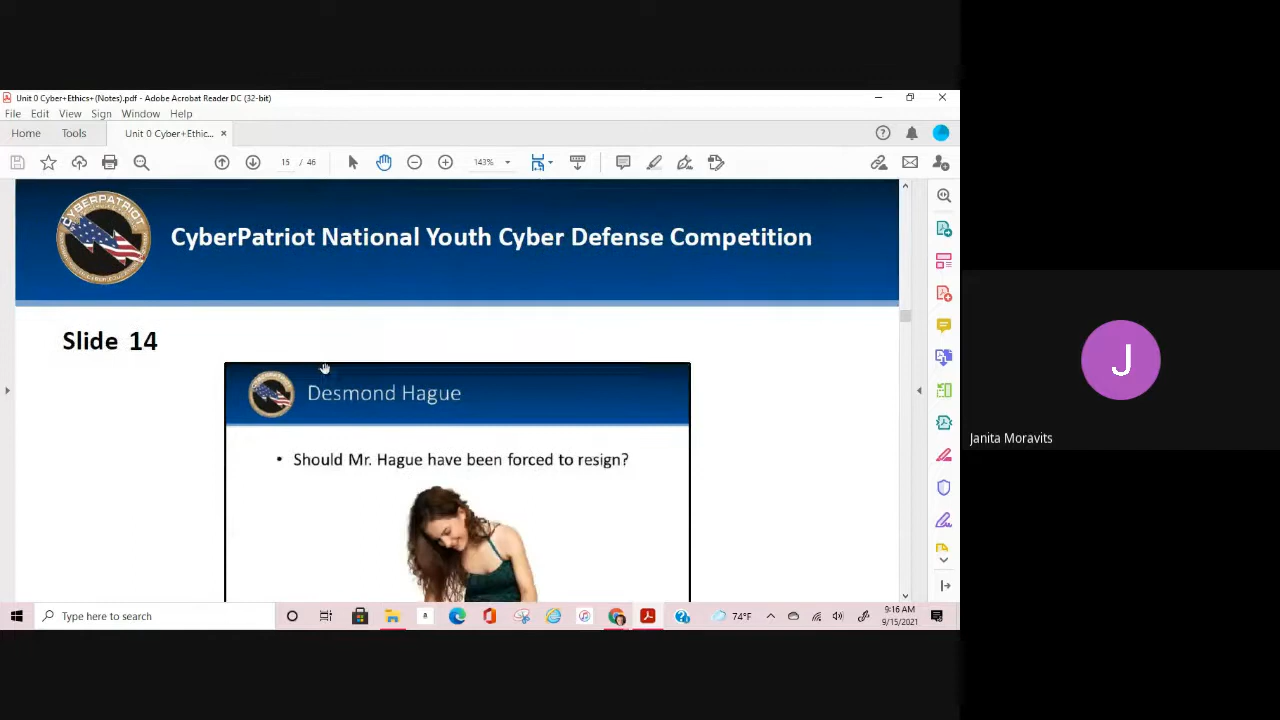 Unit 0 Cyber+Ethics+(Notes).pdf - Adobe Acrobat Reader DC (32-bit)
File Edit View Sign Window Help
Home Tools Unit 0 Cyber+Ethic... ×
15 / 46 143%
CYBERPATRIOT
CyberPatriot National Youth Cyber Defense Competition
Slide 14
Desmond Hague
• Should Mr. Hague have been forced to resign?
J
Janita Moravits
Type here to search
a
74°F
9:16 AM
9/15/2021